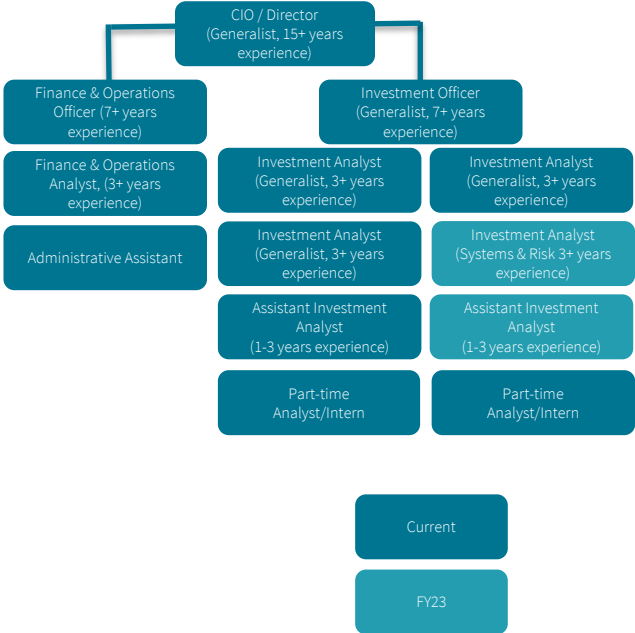 CIO / Director
(Generalist, 15+ years
experience)
Finance & Operations
Officer (7+ years
experience)
Investment Officer
(Generalist, 7+ years
experience)
Finance & Operations
Analyst, (3+ years
experience)
Investment Analyst
(Generalist, 3+ years
experience)
Investment Analyst
(Generalist, 3+ years
experience)
Administrative Assistant
Investment Analyst
(Generalist, 3+ years
experience)
Investment Analyst
(Systems & Risk 3+ years
experience)
Assistant Investment
Analyst
(1-3 years experience)
Assistant Investment
Analyst
(1-3 years experience)
Part-time
Analyst/Intern
Part-time
Analyst/Intern
Current
FY23